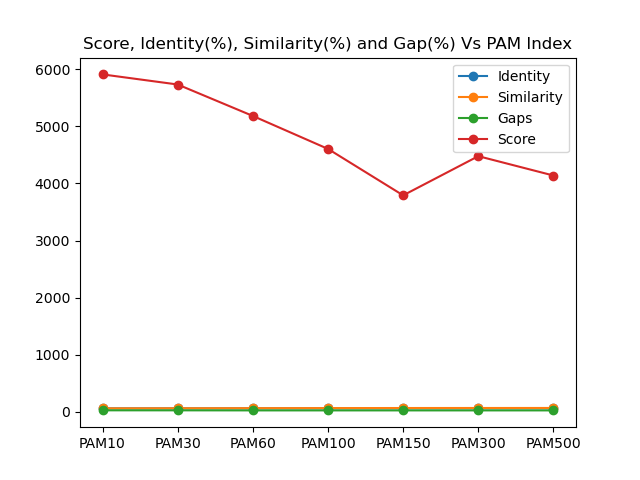 Score, Identity(%), Similarity(%) and Gap(%) Vs PAM Index
Identity
Similarity
Gaps
Score
6000
5000
4000
3000
2000
1000
0
PAM10 PAM30 PAM60 PAM100 PAM150 PAM300 PAM500